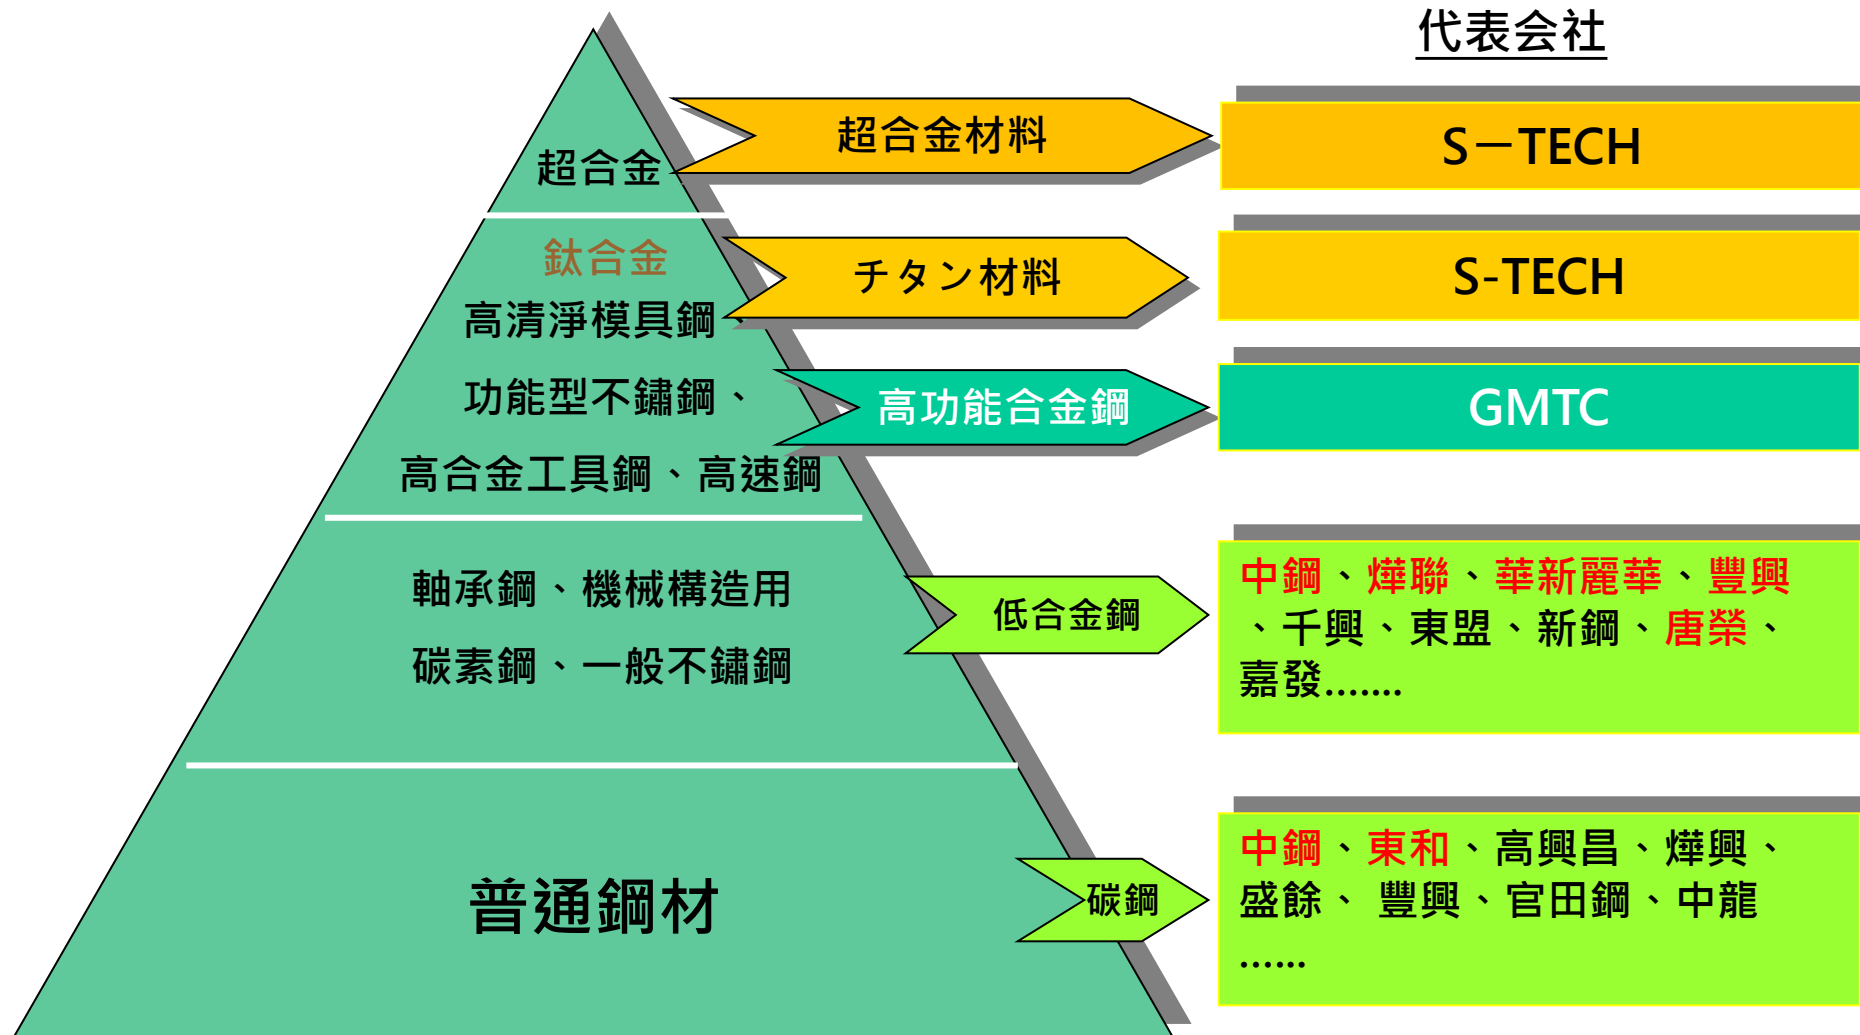 代表会社
超合金
超合金材料
S－TECH
鈦合金
チタン材料
S-TECH
高清淨模具鋼、
功能型不鏽鋼、
高合金工具鋼、高速鋼
高功能合金鋼
GMTC
軸承鋼、機械構造用
碳素鋼、一般不鏽鋼
低合金鋼
中鋼、燁聯、華新麗華、豐興
、千興、東盟、新鋼、唐榮、
嘉發.......
普通鋼材
碳鋼
中鋼、東和、高興昌、燁興、
盛餘、 豐興、官田鋼、中龍
......